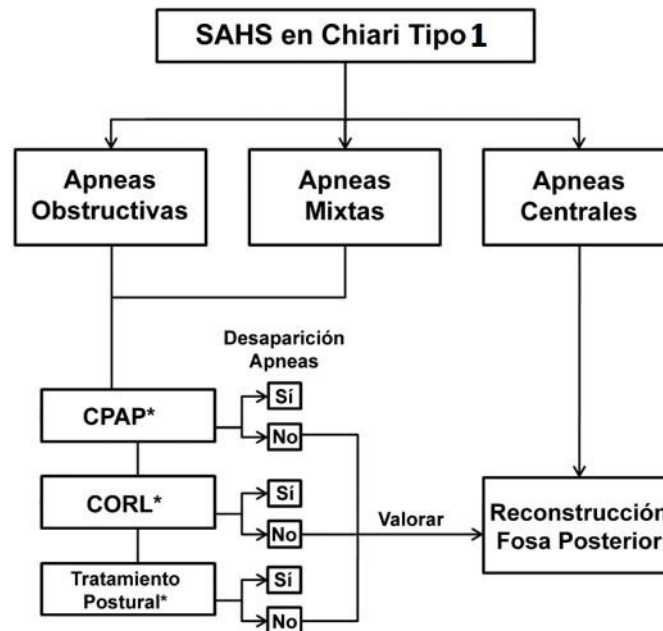 SAHS en Chiari Tipo 1
Apneas
Obstructivas
Apneas
Mixtas
Apneas
Centrales
Desaparición
Apneas
CPAP*
Sí
No
CORL*
Sí
No
Valorar
Reconstrucción
Fosa Posterior
Tratamiento
Postural*
Sí
No